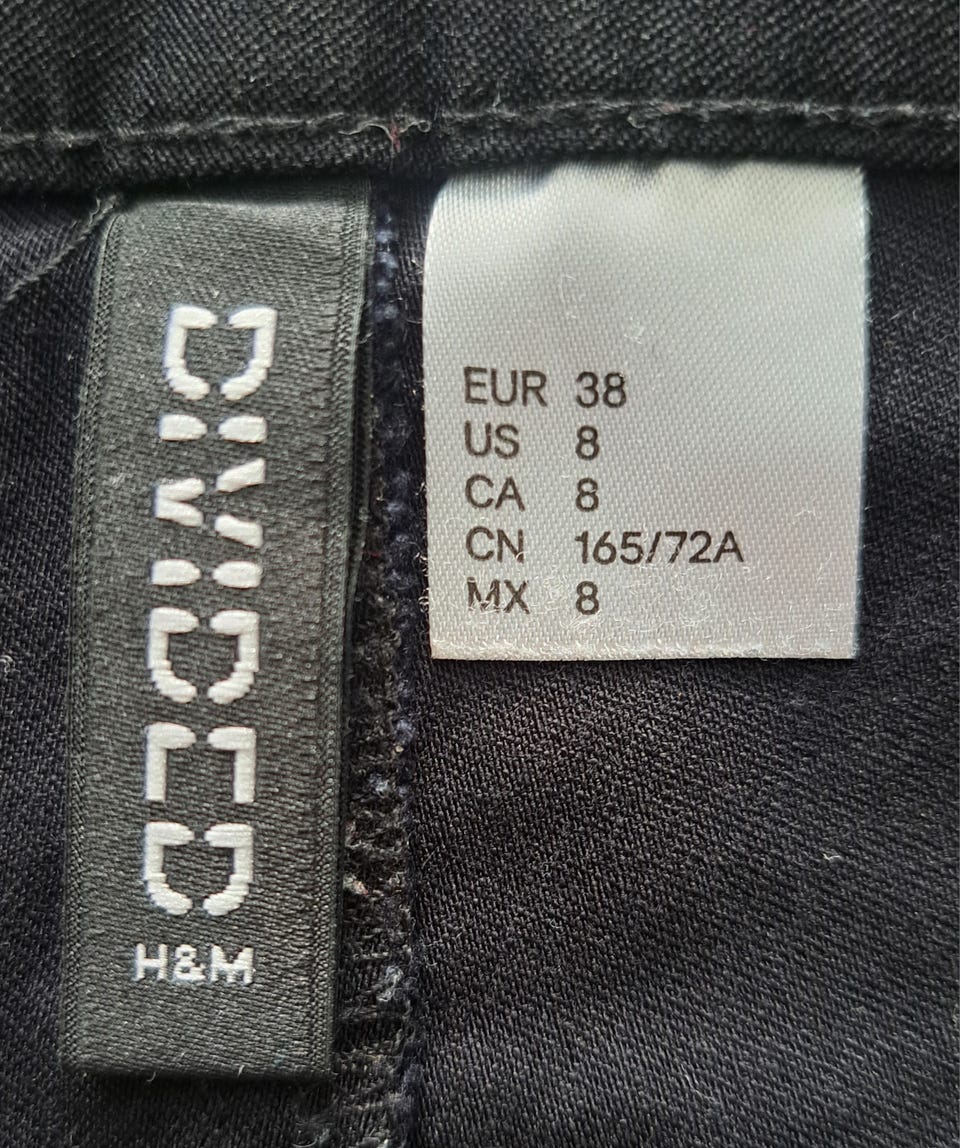 DIVIDED
H&M
EUR 38
US 8
CA 8
CN 165/72A
MX 8